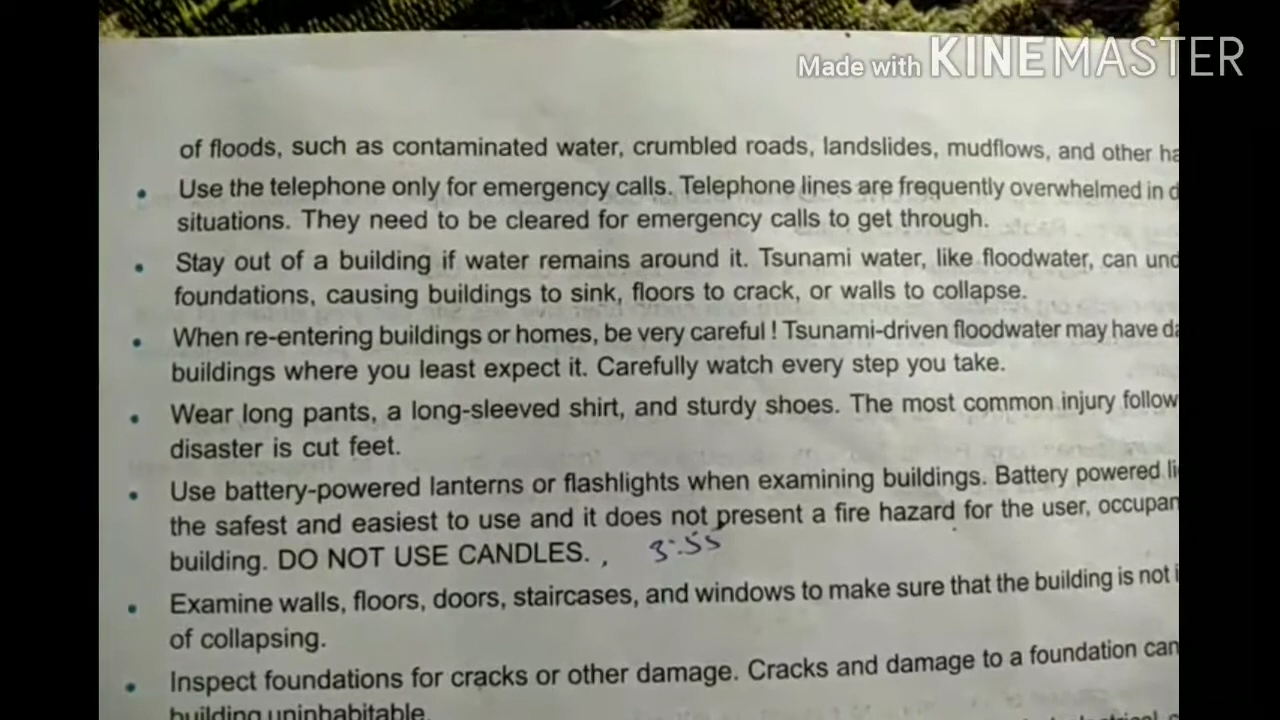 Made with KINEMASTER
of floods, such as contaminated water, crumbled roads, landslides, mudflows, and other
• Use the telephone only for emergency calls. Telephone lines are frequently overwhelmed in
situations. They need to be cleared for emergency calls to get through.
• Stay out of a building if water remains around it. Tsunami water, like floodwater, can
foundations, causing buildings to sink, floors to crack, or walls to collapse.
• When re-entering buildings or homes, be very careful ! Tsunami-driven floodwater may have
buildings where you least expect it. Carefully watch every step you take.
• Wear long pants, a long-sleeved shirt, and sturdy shoes. The most common injury follow
disaster is cut feet.
• Use battery-powered lanterns or flashlights when examining buildings. Battery powered
the safest and easiest to use and it does not present a fire hazard for the user, occupan
building. DO NOT USE CANDLES. , 3:55
• Examine walls, floors, doors, staircases, and windows to make sure that the building is not
of collapsing.
• Inspect foundations for cracks or other damage. Cracks and damage to a foundation can
building uninhabitable.